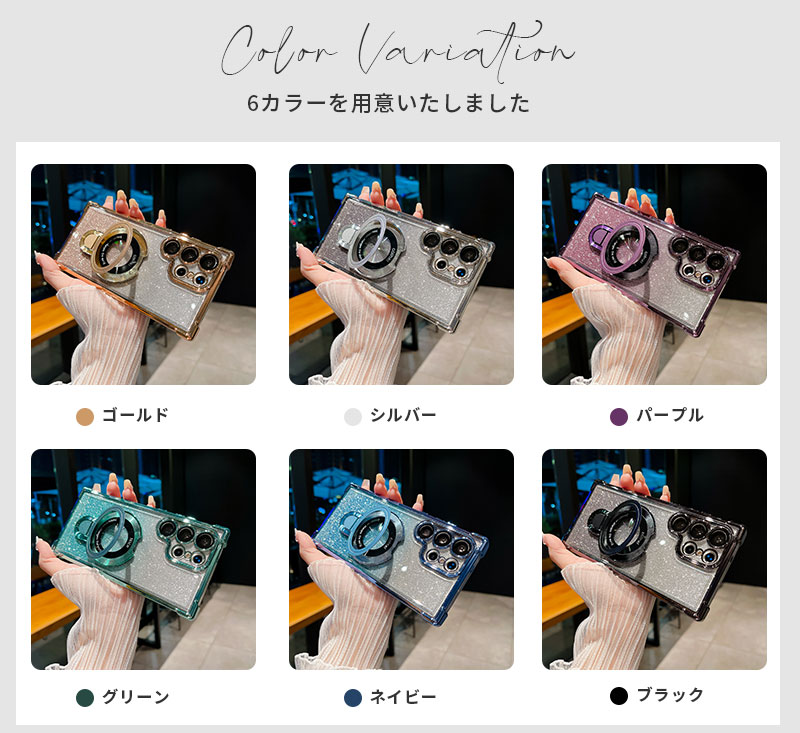 Color Variation
6カラーを用意いたしました
ゴールド
シルバー
パープル
グリーン
ネイビー
ブラック